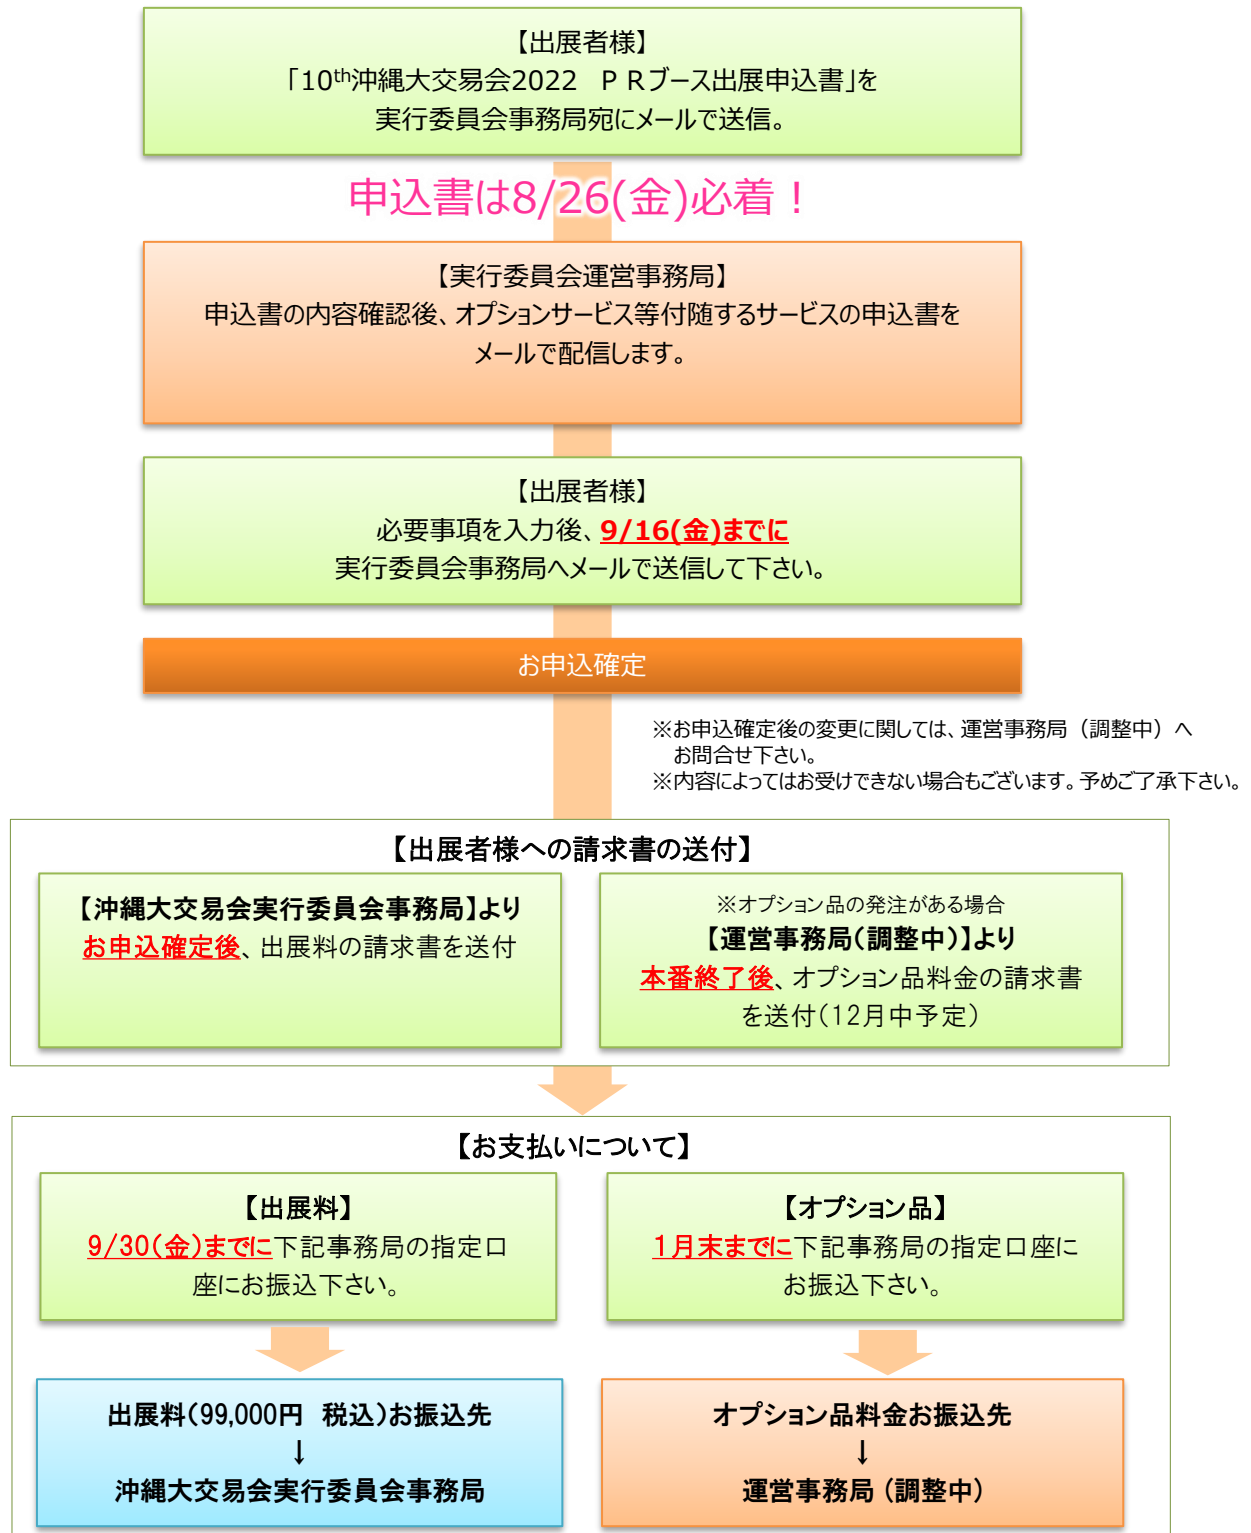 【出展者様】
「10th沖縄大交易会2022　ＰＲブース出展申込書」を
実行委員会事務局宛にメールで送信。
申込書は8/26(金)必着！
【実行委員会運営事務局】
申込書の内容確認後、オプションサービス等付随するサービスの申込書を
メールで配信します。
【出展者様】
必要事項を入力後、9/16(金)までに
実行委員会事務局へメールで送信して下さい。
お申込確定
※お申込確定後の変更に関しては、運営事務局（調整中）へ
お問合せ下さい。
※内容によってはお受けできない場合もございます。予めご了承下さい。
【出展者様への請求書の送付】
【沖縄大交易会実行委員会事務局】より
お申込確定後、出展料の請求書を送付
※オプション品の発注がある場合
【運営事務局(調整中)】より
本番終了後、オプション品料金の請求書
を送付(12月中予定)
【お支払いについて】
【出展料】
9/30(金)までに下記事務局の指定口
座にお振込下さい。
【オプション品】
1月末までに下記事務局の指定口座に
お振込下さい。
出展料(99,000円　税込)お振込先
↓
沖縄大交易会実行委員会事務局
オプション品料金お振込先
↓
運営事務局 (調整中)